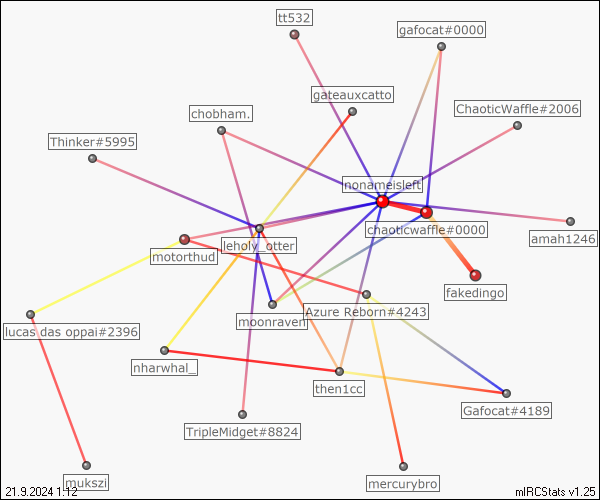 tt532
gafocat#0000
gateauxcatto
chobham.
ChaoticWaffle#2006
Thinker#5995
nonameisleft
chaoticwaffle#0000
amah1246
leholy_otter
motorthud
fakedingo
moonraven
Azure Reborn#4243
lucas das oppai#2396
nharwhal_
then1cc
Gafocat#4189
TripleMidget#8824
mukszi
mercurybro
21.9.2024 1:12
mIRCStats v1.25